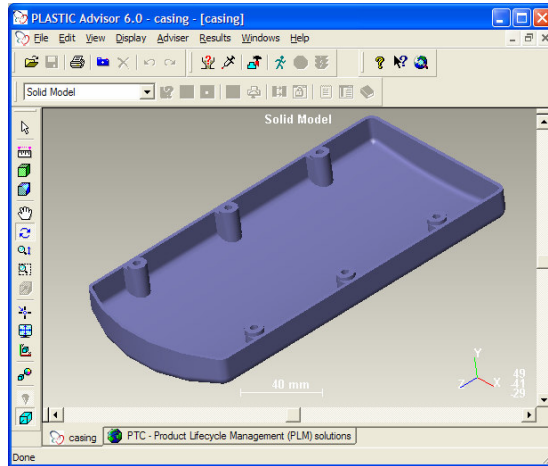 PLASTIC Advisor 6.0 - casing - [casing]
File Edit View Display Adviser Results Windows Help
Solid Model
Solid Model
Y
Z X
40 mm
49
-41
-29
casing
PTC - Product Lifecycle Management (PLM) solutions
Done